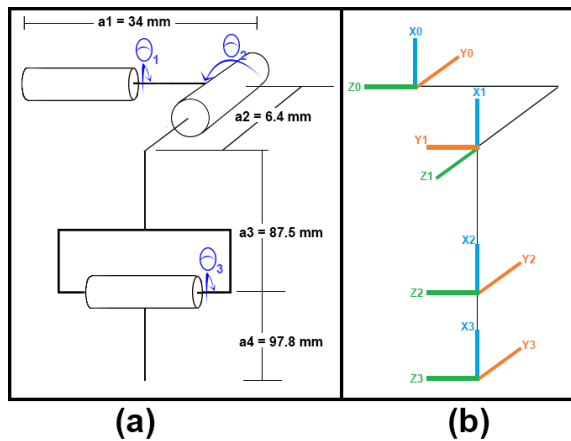 a1 = 34 mm
Θ1
Θ2
a2 = 6.4 mm
a3 = 87.5 mm
Θ3
a4 = 97.8 mm
(a)
X0
Y0
Z0
X1
Y1
Z1
X2
Y2
Z2
X3
Y3
Z3
(b)